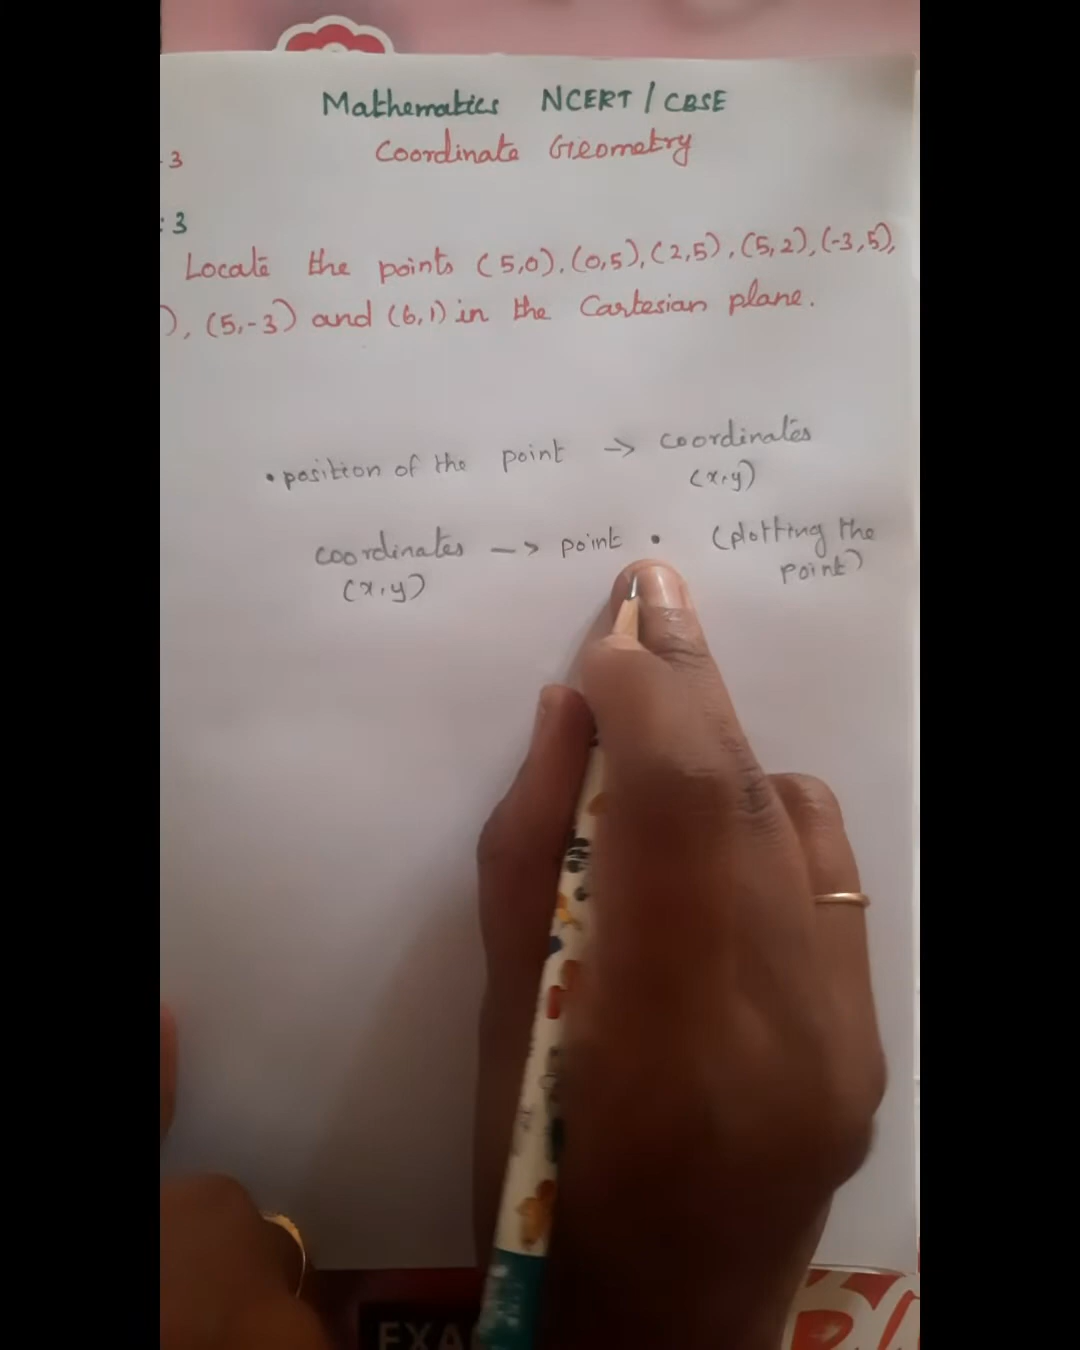 Mathematics NCERT / CBSE
Coordinate Geometry
3
: 3
Locate the points (5,0), (0,5), (2,5), (5,2), (-3,5),
), (5,-3) and (6,1) in the Cartesian plane.
• position of the point -> coordinates
(x,y)
coordinates -> point • (plotting the
point)
(x,y)
EXA